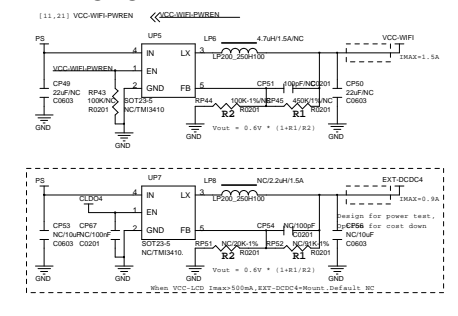 [11,21] VCC-WIFI-PWREN VCC-WIFI-PWREN
PS UP5 LP6 4.7uH/1.5A/NC VCC-WIFI
4 IN LX 3 LP200_250H100 IMAX=1.5A
VCC-WIFI-PWREN 1 EN
2 GND FB 5 CP51 100pF/NC C0201
CP49 22uF/NC C0603
RP43 100K/NC R0201
SOT23-5 NC/TMI3410
RP44 100K-1%/NC R0201 R2
RP45 450K/1%/NC R0201 R1
CP50 22uF/NC C0603
GND GND GND GND
Vout = 0.6V * (1+R1/R2)
PS UP7 LP8 NC/2.2uH/1.5A EXT-DCDC4
CLDO4 4 IN LX 3 LP200_250H100 IMAX=0.9A
1 EN
2 GND FB 5 CP54 NC/100pF C0201
Design for power test,
Option for cost down
CP53 NC/10uF C0603
CP67 NC/100nF C0201
SOT23-5 NC/TMI3410.
RP51 NC/20K-1% R0201 R2
RP52 NC/91K-1% R0201 R1
CP56 NC/10uF C0603
GND GND GND GND
Vout = 0.6V * (1+R1/R2)
When VCC-LCD Imax>500mA,EXT-DCDC4=Mount.Default NC